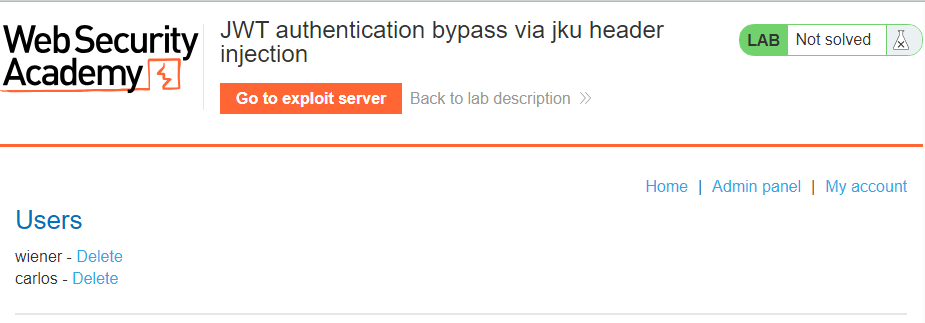 Web Security
Academy
JWT authentication bypass via jku header
injection
LAB Not solved
Go to exploit server Back to lab description
Home | Admin panel | My account
Users
wiener - Delete
carlos - Delete